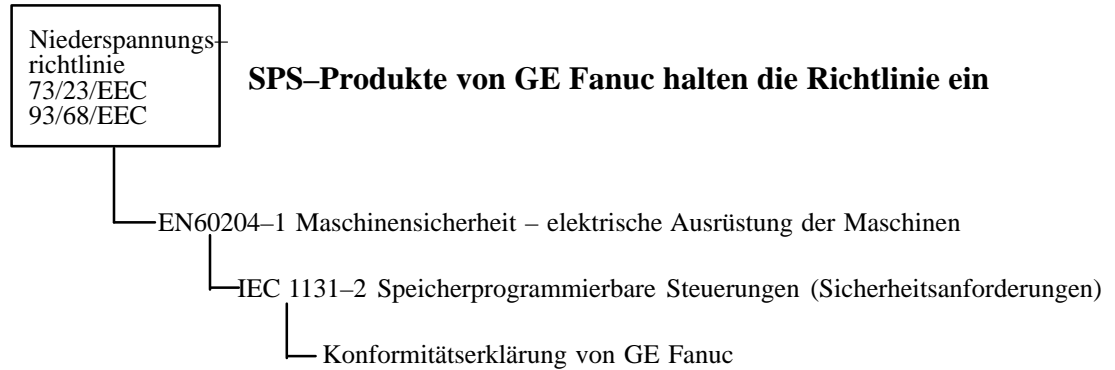 Niederspannungs–
richtlinie
73/23/EEC
93/68/EEC
SPS–Produkte von GE Fanuc halten die Richtlinie ein
EN60204–1 Maschinensicherheit – elektrische Ausrüstung der Maschinen
IEC 1131–2 Speicherprogrammierbare Steuerungen (Sicherheitsanforderungen)
Konformitätserklärung von GE Fanuc